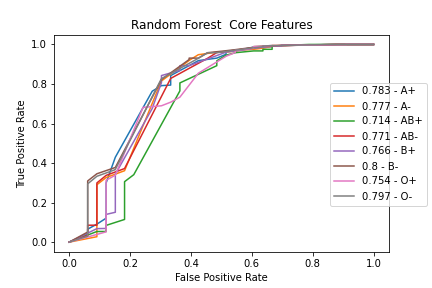 Random Forest  Core Features
True Positive Rate
1.0
0.8
0.6
0.4
0.2
0.0
0.783 - A+
0.777 - A-
0.714 - AB+
0.771 - AB-
0.766 - B+
0.8 - B-
0.754 - O+
0.797 - O-
0.0 0.2 0.4 0.6 0.8 1.0
False Positive Rate